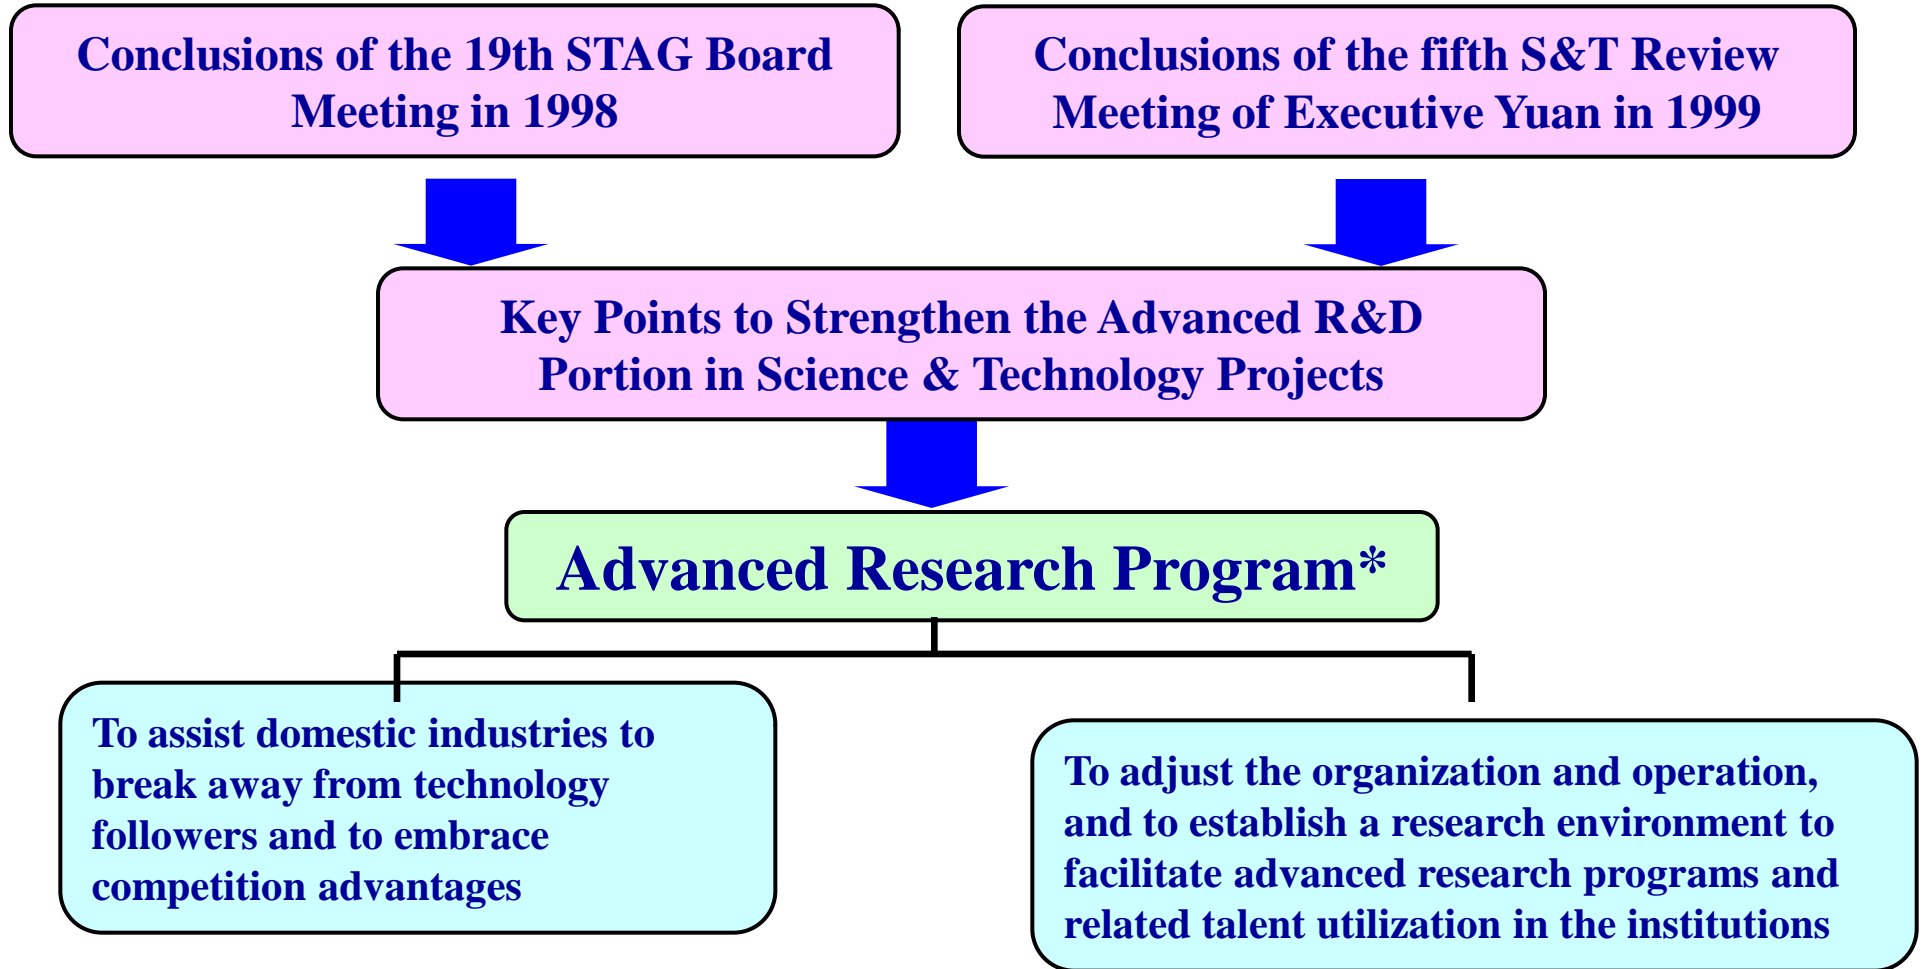 Conclusions of the 19th STAG Board
Meeting in 1998
Conclusions of the fifth S&T Review
Meeting of Executive Yuan in 1999
Key Points to Strengthen the Advanced R&D
Portion in Science & Technology Projects
Advanced Research Program*
To assist domestic industries to
break away from technology
followers and to embrace
competition advantages
To adjust the organization and operation,
and to establish a research environment to
facilitate advanced research programs and
related talent utilization in the institutions